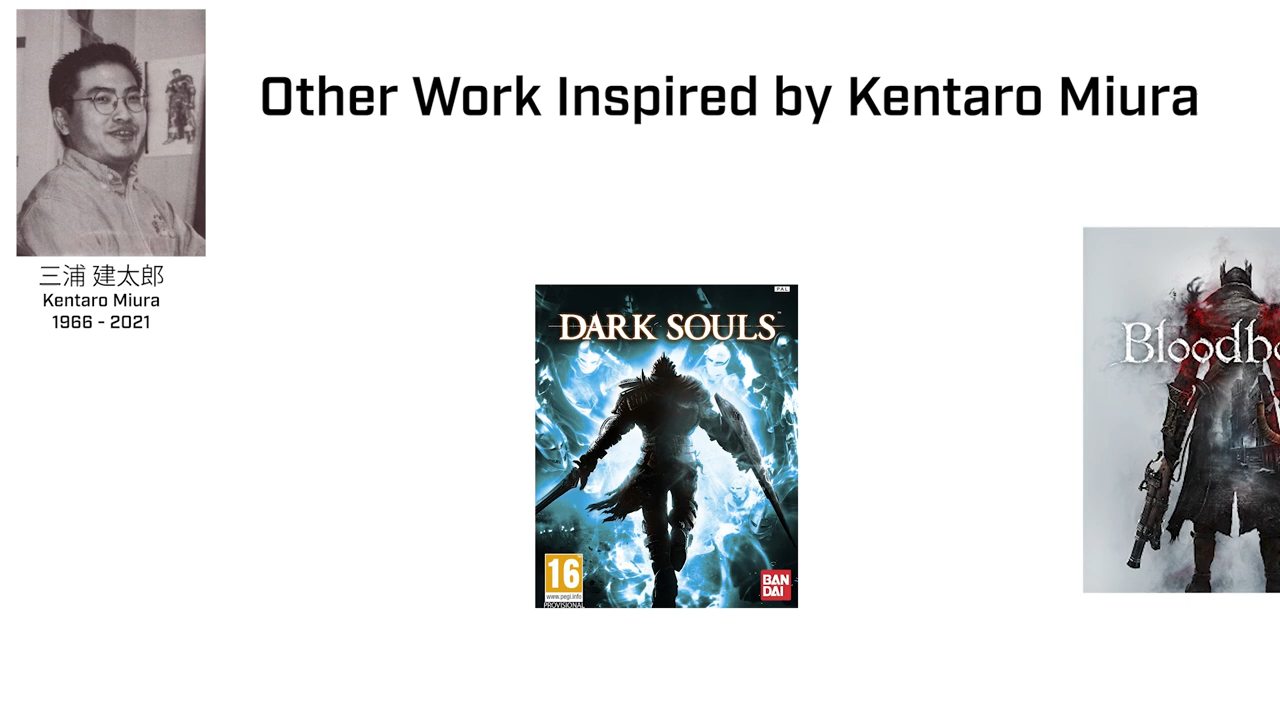 Other Work Inspired by Kentaro Miura
三浦 建太郎
Kentaro Miura
1966 - 2021
PAL
DARK SOULS
16
www.pegi.info
PROVISIONAL
BAN
DAI
Bloodbo